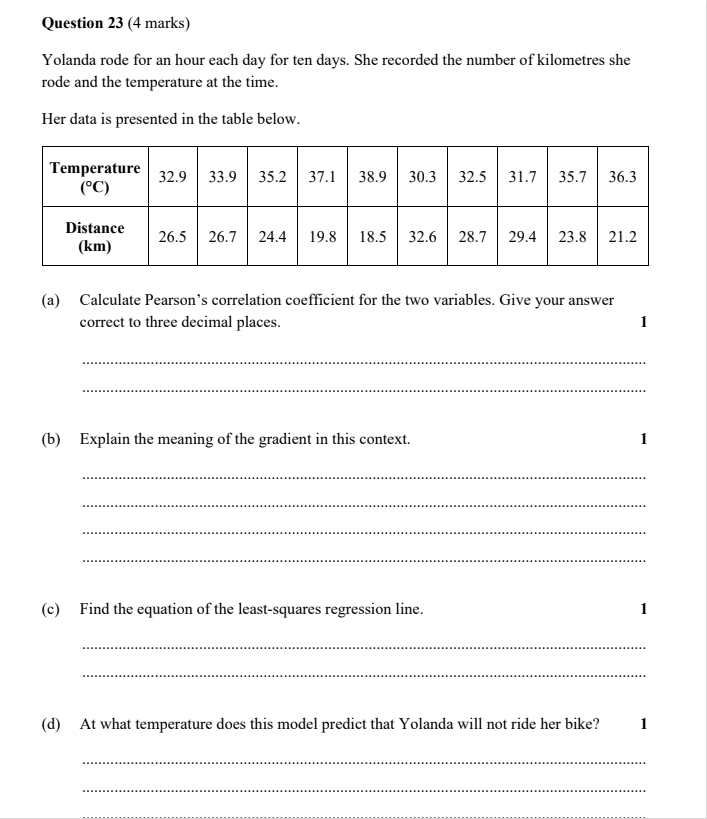 Question 23 (4 marks)
Yolanda rode for an hour each day for ten days. She recorded the number of kilometres she
rode and the temperature at the time.
Her data is presented in the table below.
Temperature (°C) 32.9 33.9 35.2 37.1 38.9 30.3 32.5 31.7 35.7 36.3
Distance (km) 26.5 26.7 24.4 19.8 18.5 32.6 28.7 29.4 23.8 21.2
(a) Calculate Pearson’s correlation coefficient for the two variables. Give your answer
correct to three decimal places. 1
(b) Explain the meaning of the gradient in this context. 1
(c) Find the equation of the least-squares regression line. 1
(d) At what temperature does this model predict that Yolanda will not ride her bike? 1